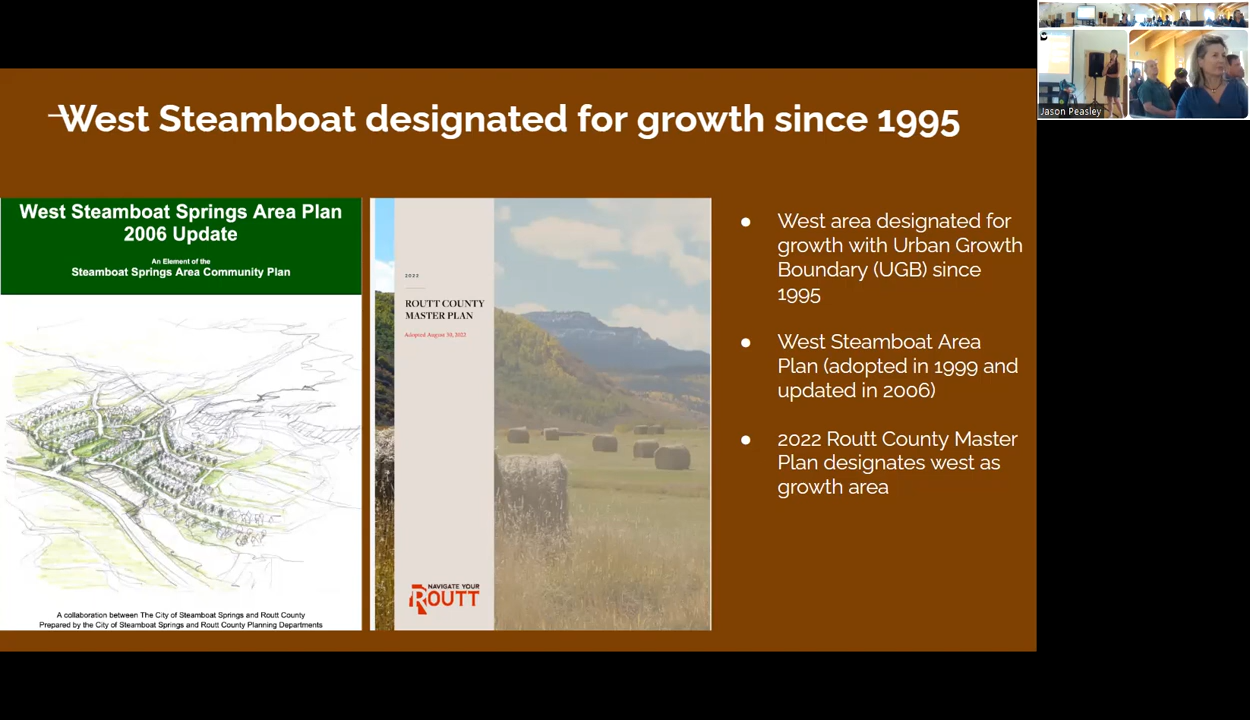 West Steamboat designated for growth since 1995
West Steamboat Springs Area Plan
2006 Update
An Element of the
Steamboat Springs Area Community Plan
A collaboration between The City of Steamboat Springs and Routt County
Prepared by the City of Steamboat Springs and Routt County Planning Departments
2022
ROUTT COUNTY
MASTER PLAN
Adopted August 30, 2022
NAVIGATE YOUR
ROUTT
● West area designated for
growth with Urban Growth
Boundary (UGB) since
1995
● West Steamboat Area
Plan (adopted in 1999 and
updated in 2006)
● 2022 Routt County Master
Plan designates west as
growth area
Jason Peasley